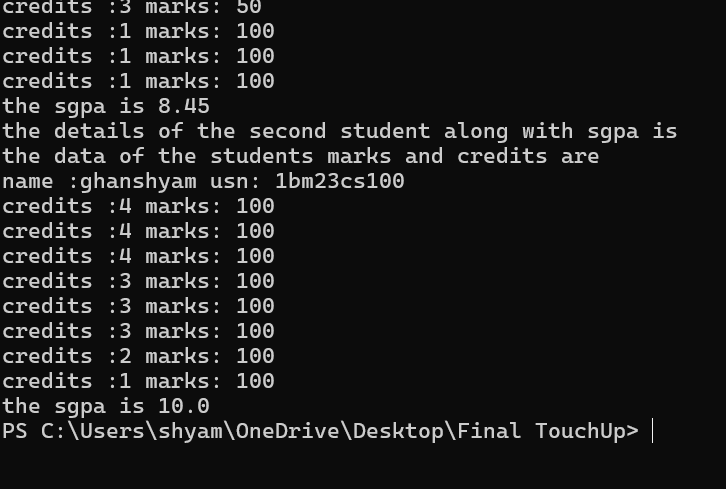 credits :3 marks: 50
credits :1 marks: 100
credits :1 marks: 100
credits :1 marks: 100
the sgpa is 8.45
the details of the second student along with sgpa is
the data of the students marks and credits are
name :ghanshyam usn: 1bm23cs100
credits :4 marks: 100
credits :4 marks: 100
credits :4 marks: 100
credits :3 marks: 100
credits :3 marks: 100
credits :3 marks: 100
credits :2 marks: 100
credits :1 marks: 100
the sgpa is 10.0
PS C:\Users\shyam\OneDrive\Desktop\Final TouchUp>